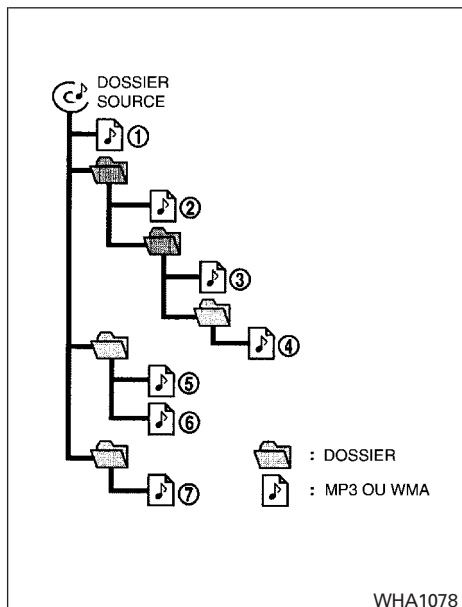 DOSSIER
SOURCE
①
②
③
④
⑤
⑥
⑦
: DOSSIER
: MP3 OU WMA
WHA1078